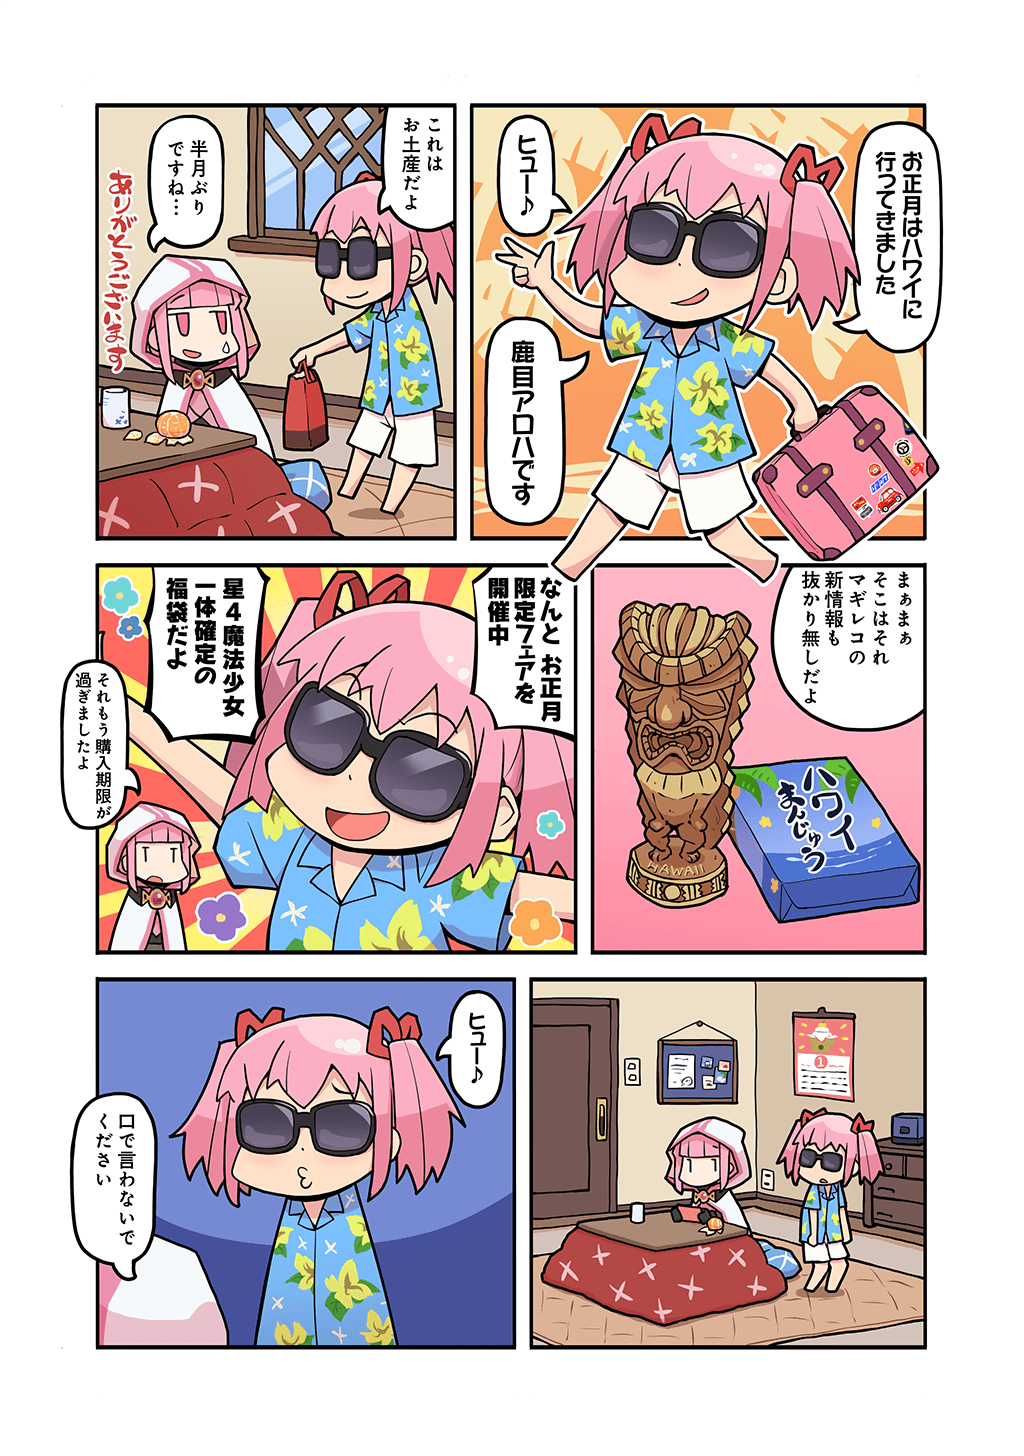 お正月はハワイに
行ってきました
ヒュー♪
鹿目アロハです
これは
お土産だよ
半月ぶり
ですね…
ありがとうございます
まぁまぁ
そこはそれ
マギレコの
新情報も
抜かり無しだよ
ハワイ
まんじゅう
HAWAII
なんと お正月
限定フェアを
開催中
星4魔法少女
一体確定の
福袋だよ
それもう購入期限が
過ぎましたよ
1
ヒュー♪
口で言わないで
ください